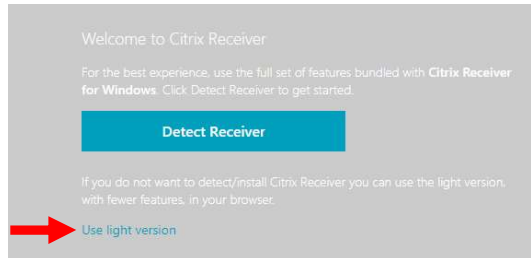 Welcome to Citrix Receiver
For the best experience, use the full set of features bundled with Citrix Receiver
for Windows. Click Detect Receiver to get started.
Detect Receiver
If you do not want to detect/install Citrix Receiver you can use the light version,
with fewer features, in your browser.
Use light version